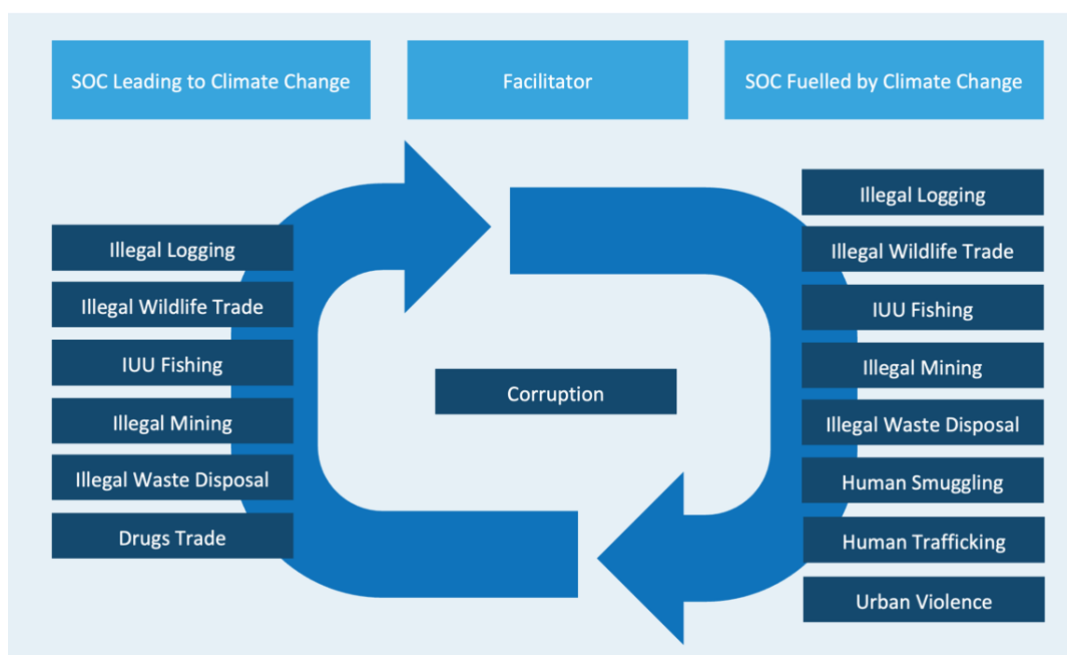 SOC Leading to Climate Change
Facilitator
SOC Fuelled by Climate Change
Illegal Logging
Illegal Wildlife Trade
IUU Fishing
Illegal Mining
Illegal Waste Disposal
Drugs Trade
Corruption
Illegal Logging
Illegal Wildlife Trade
IUU Fishing
Illegal Mining
Illegal Waste Disposal
Human Smuggling
Human Trafficking
Urban Violence